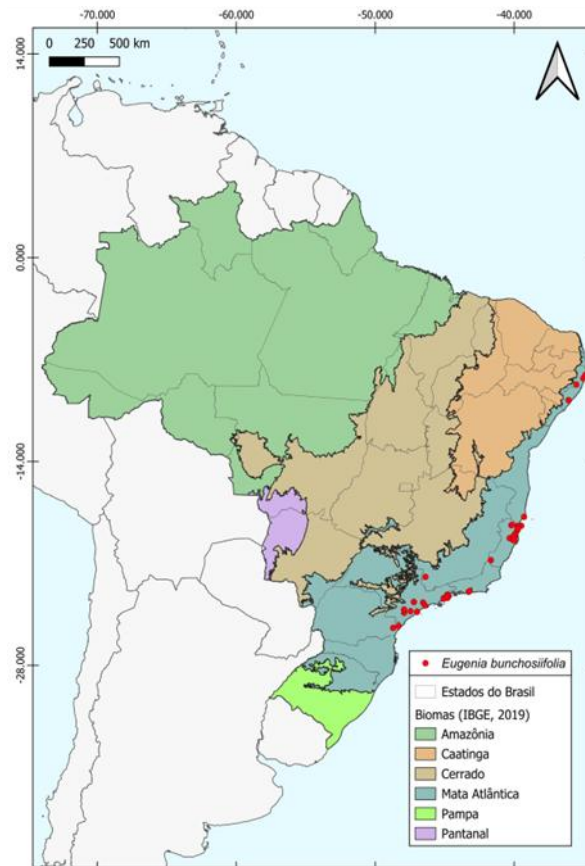 -70.000 -60.000 -50.000 -40.000
14.000
0 250 500 km
0.000
-14.000
-28.000
Eugenia bunchosiifolia
Estados do Brasil
Biomas (IBGE, 2019)
Amazônia
Caatinga
Cerrado
Mata Atlântica
Pampa
Pantanal